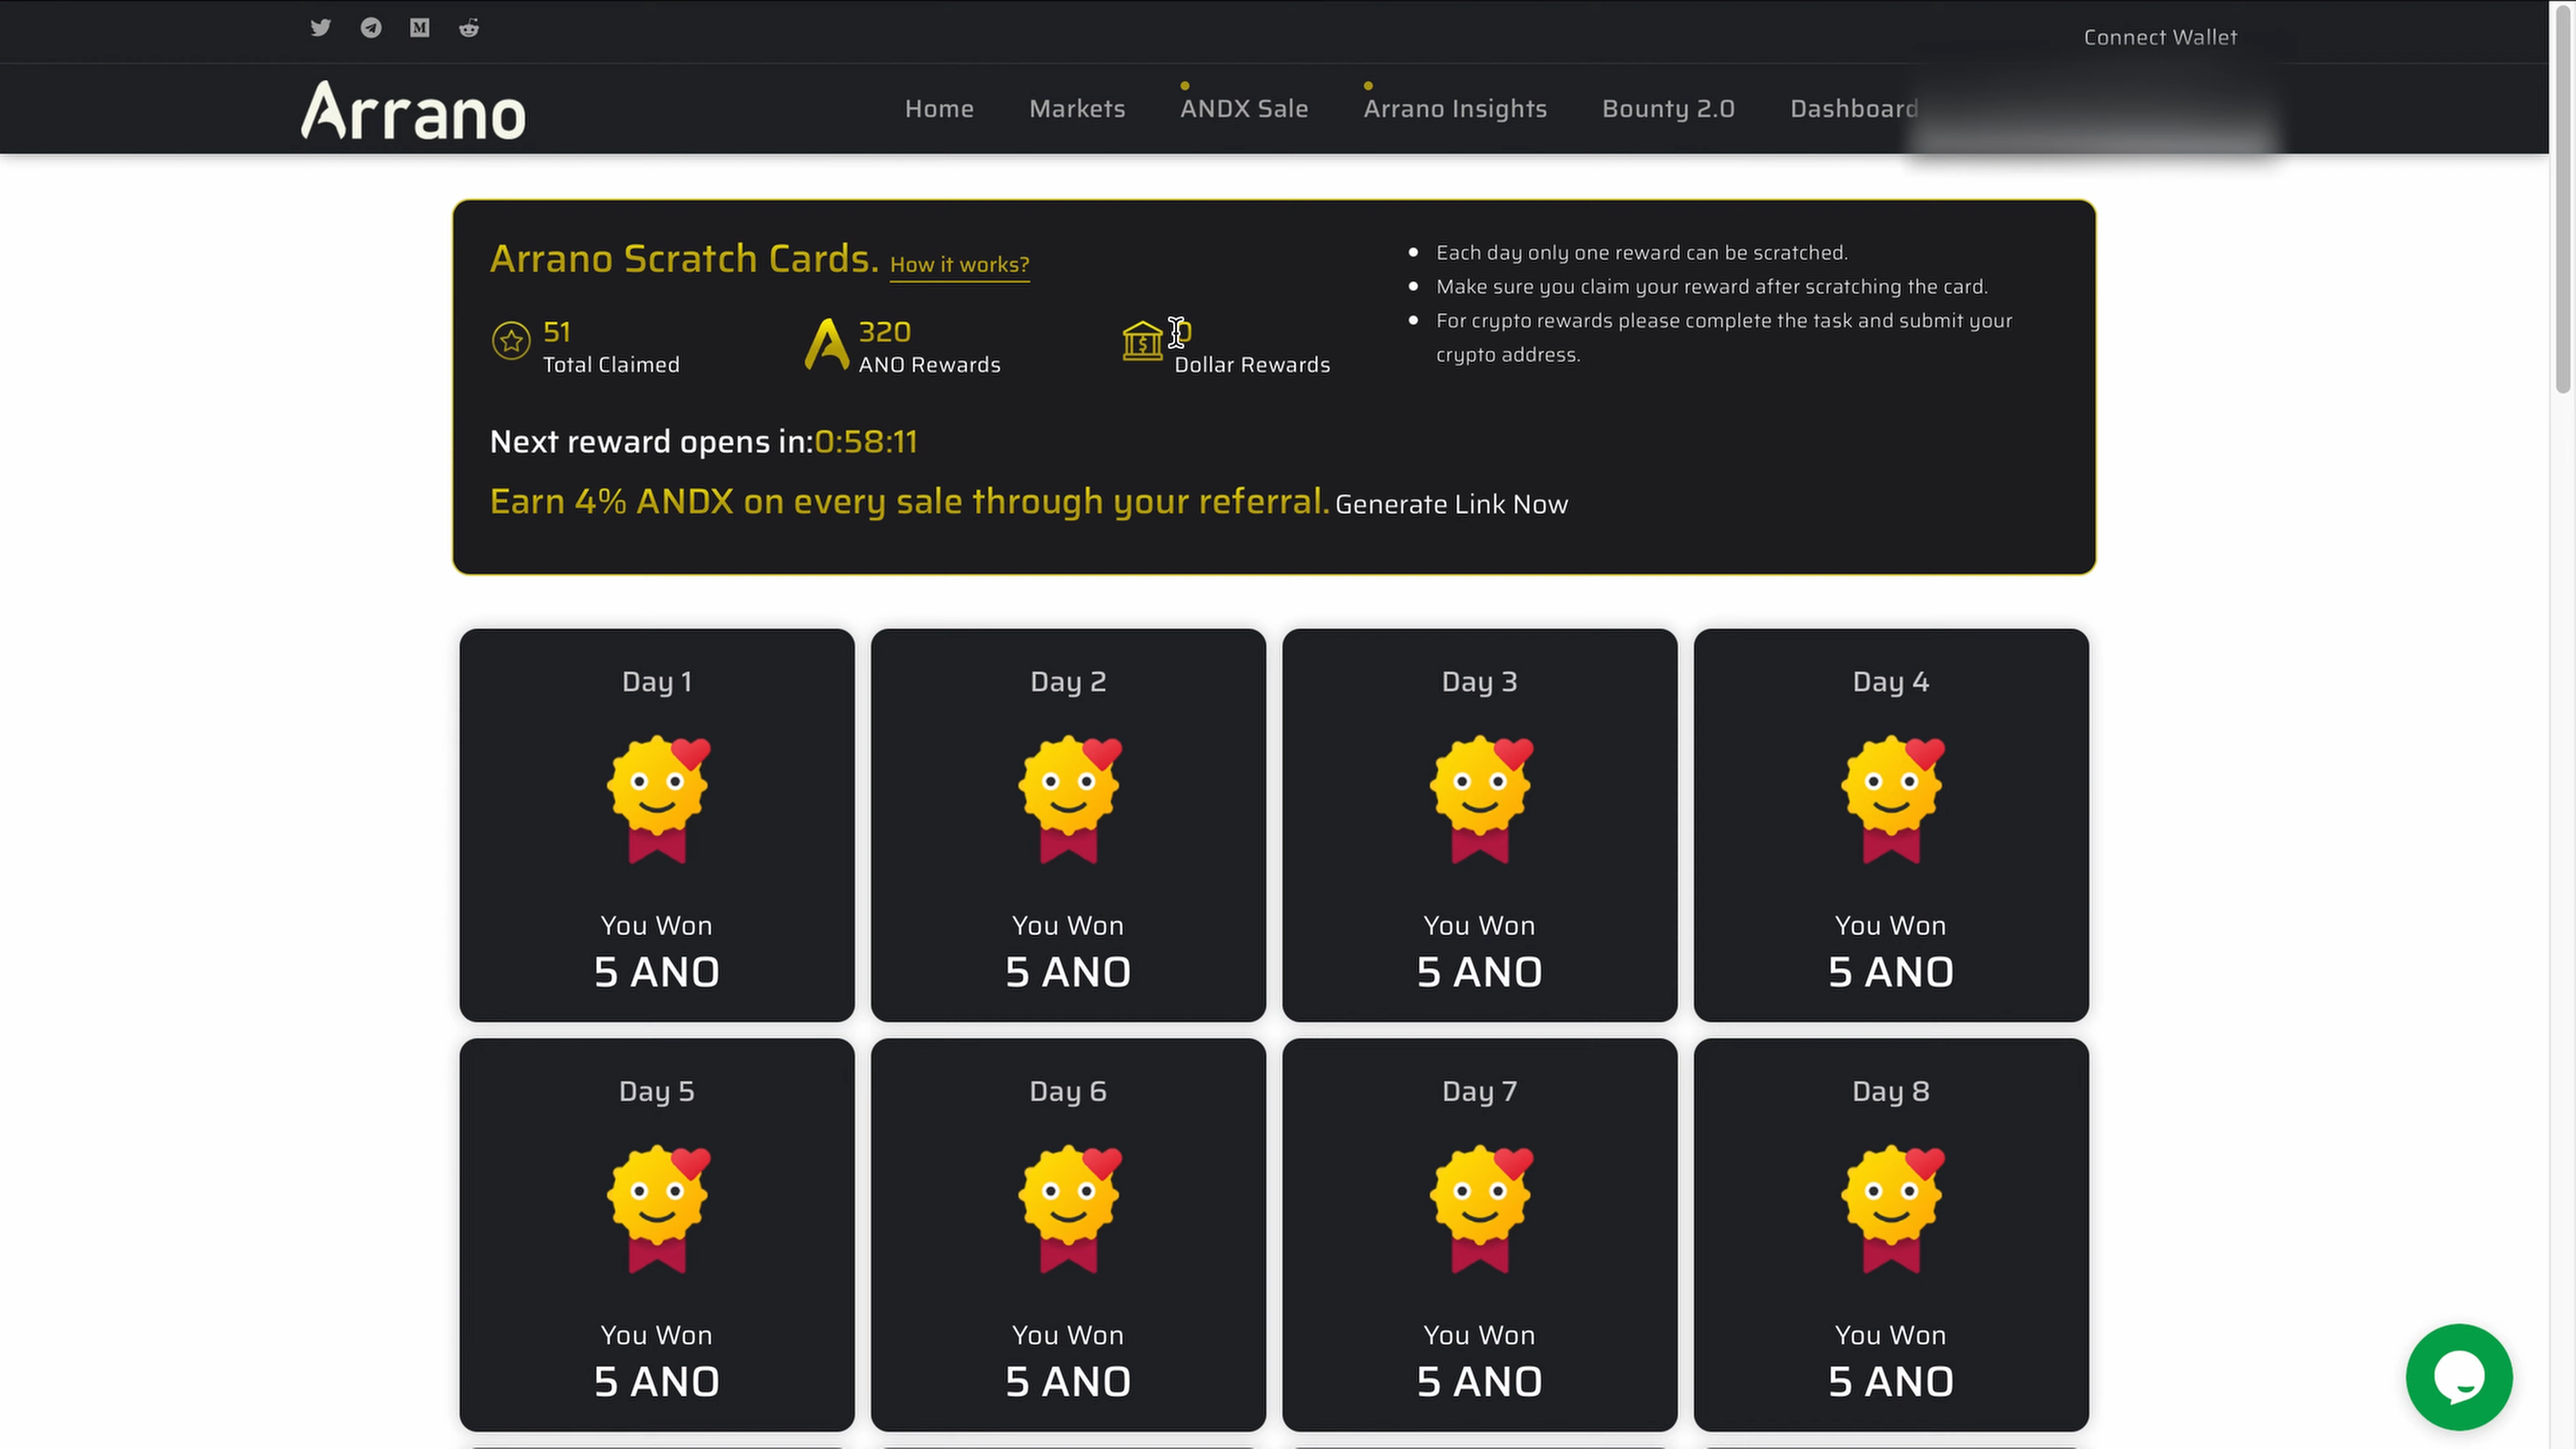 Connect Wallet
Arrano
Home Markets ANDX Sale Arrano Insights Bounty 2.0 Dashboard
Arrano Scratch Cards. How it works?
51
Total Claimed
320
ANO Rewards
0
Dollar Rewards
Each day only one reward can be scratched.
Make sure you claim your reward after scratching the card.
For crypto rewards please complete the task and submit your
crypto address.
Next reward opens in:0:58:11
Earn 4% ANDX on every sale through your referral. Generate Link Now
Day 1
You Won
5 ANO
Day 2
You Won
5 ANO
Day 3
You Won
5 ANO
Day 4
You Won
5 ANO
Day 5
You Won
5 ANO
Day 6
You Won
5 ANO
Day 7
You Won
5 ANO
Day 8
You Won
5 ANO